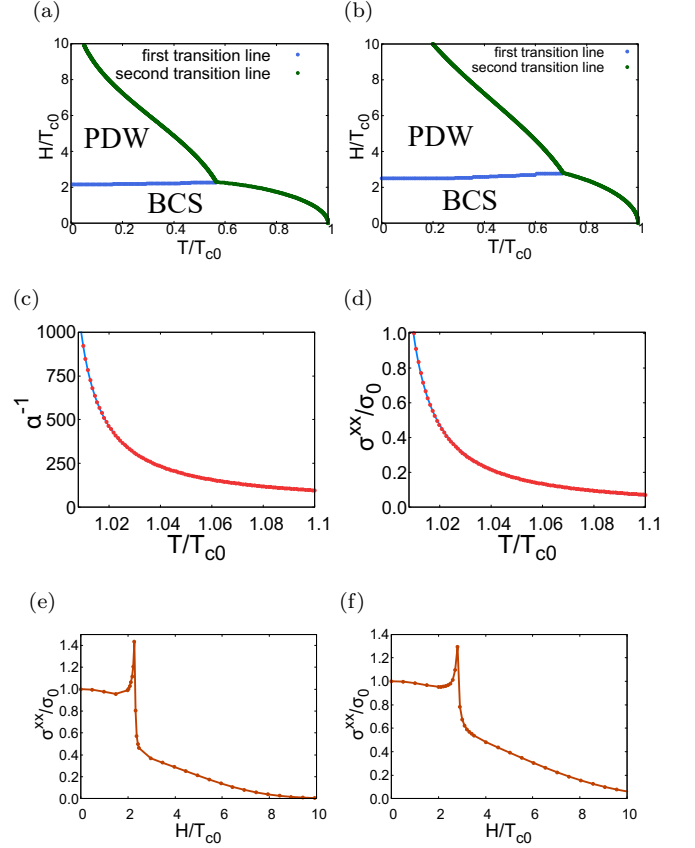 (a)
(b)
10
8
6
4
2
0
H/Tc0
first transition line
second transition line
PDW
BCS
0
0.2
0.4
0.6
0.8
1
T/Tc0
10
8
6
4
2
0
H/Tc0
first transition line
second transition line
PDW
BCS
0
0.2
0.4
0.6
0.8
1
T/Tc0
(c)
(d)
1000
750
500
250
0
α-1
1.02
1.04
1.06
1.08
1.1
T/Tc0
1.0
0.8
0.6
0.4
0.2
0.0
σxx/σ0
1.02
1.04
1.06
1.08
1.1
T/Tc0
(e)
(f)
1.4
1.2
1.0
0.8
0.6
0.4
0.2
0.0
σxx/σ0
0
2
4
6
8
10
H/Tc0
1.4
1.2
1.0
0.8
0.6
0.4
0.2
0.0
σxx/σ0
0
2
4
6
8
10
H/Tc0